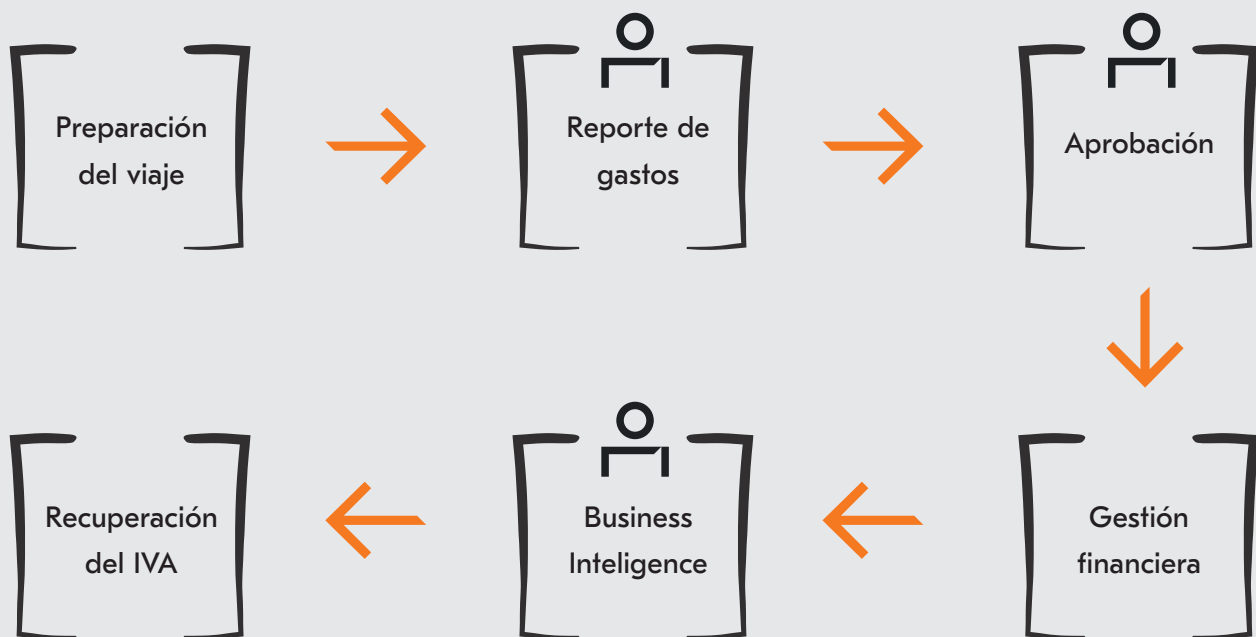 Preparación
del viaje
Reporte de
gastos
Aprobación
Recuperación
del IVA
Business
Inteligence
Gestión
financiera